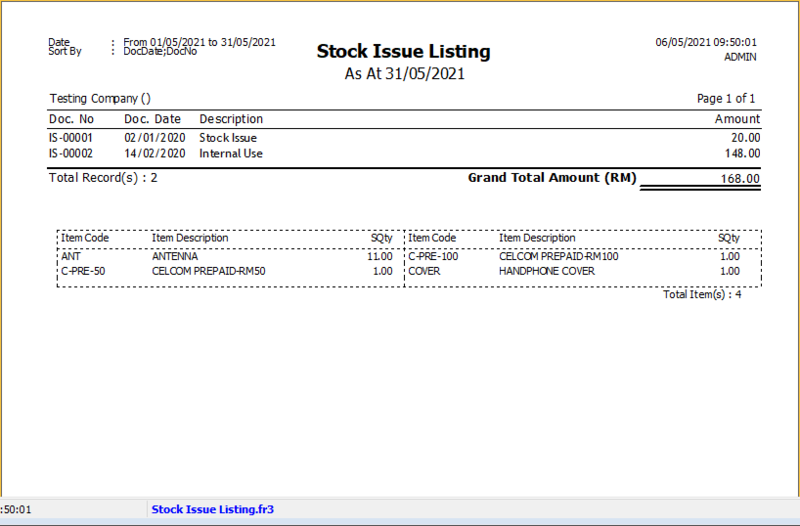 Date : From 01/05/2021 to 31/05/2021 06/05/2021 09:50:01
Sort By : DocDate;DocNo Stock Issue Listing ADMIN
As At 31/05/2021
Testing Company () Page 1 of 1
Doc. No Doc. Date Description Amount
IS-00001 02/01/2020 Stock Issue 20.00
IS-00002 14/02/2020 Internal Use 148.00
Total Record(s) : 2 Grand Total Amount (RM) 168.00
Item Code Item Description SQty Item Code Item Description SQty
ANT ANTENNA 11.00 C-PRE-100 CELCOM PREPAID-RM100 1.00
C-PRE-50 CELCOM PREPAID-RM50 1.00 COVER HANDPHONE COVER 1.00
Total Item(s) : 4
:50:01 Stock Issue Listing.fr3